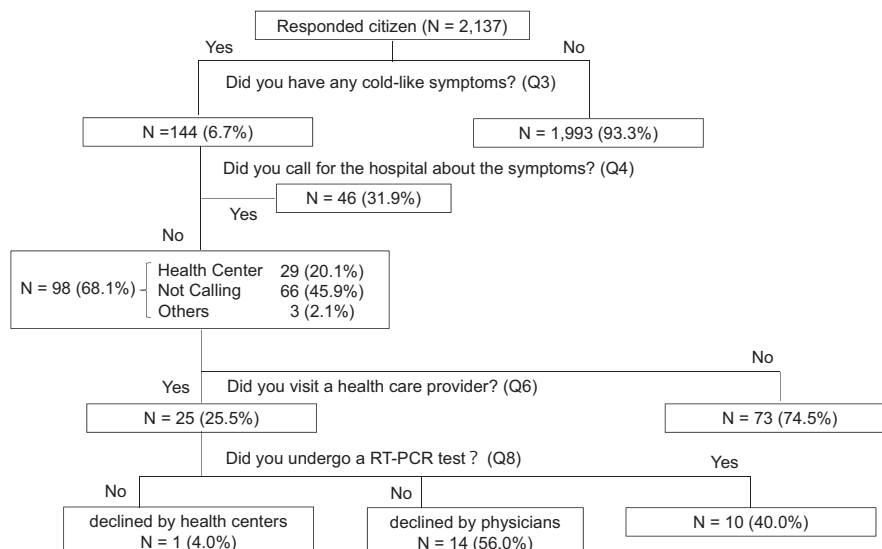 Responded citizen (N = 2,137)
Yes
No
Did you have any cold-like symptoms? (Q3)
N =144 (6.7%)
N = 1,993 (93.3%)
Did you call for the hospital about the symptoms? (Q4)
N = 46 (31.9%)
Yes
No
Health Center 29 (20.1%)
N = 98 (68.1%) Not Calling 66 (45.9%)
Others 3 (2.1%)
No
Yes
Did you visit a health care provider? (Q6)
N = 25 (25.5%)
N = 73 (74.5%)
Did you undergo a RT-PCR test？ (Q8)
Yes
No
No
declined by health centers
N = 1 (4.0%)
declined by physicians
N = 14 (56.0%)
N = 10 (40.0%)